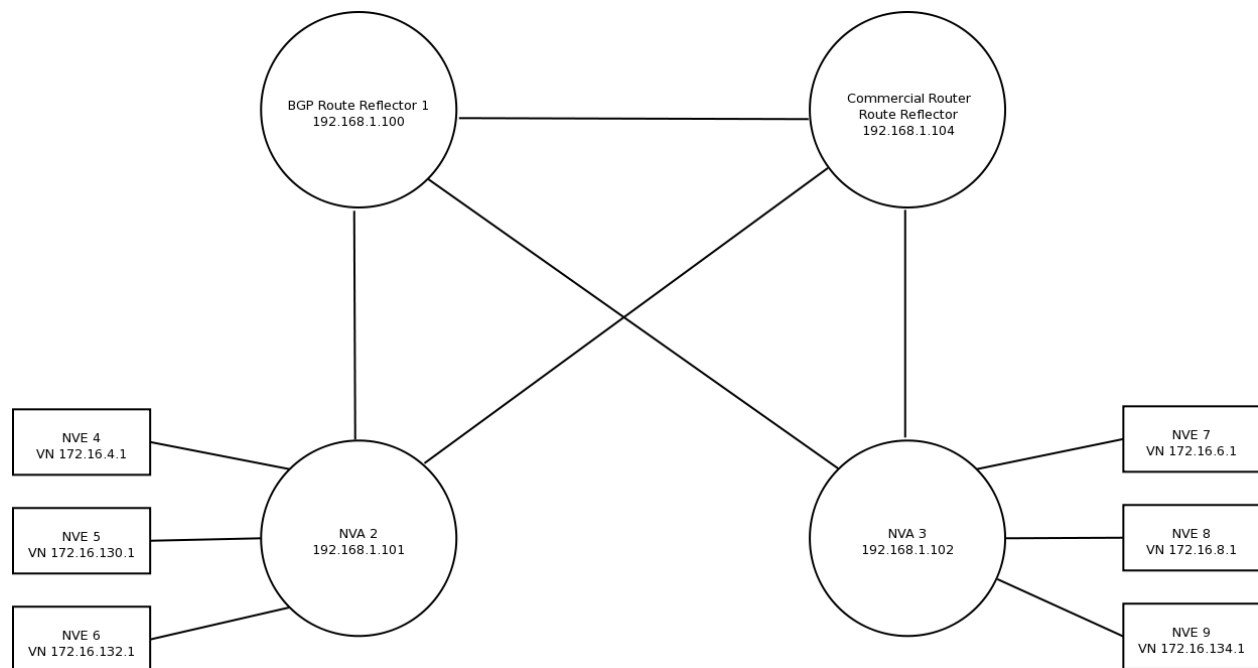 BGP Route Reflector 1
192.168.1.100
Commercial Router
Route Reflector
192.168.1.104
NVE 4
VN 172.16.4.1
NVE 5
VN 172.16.130.1
NVE 6
VN 172.16.132.1
NVA 2
192.168.1.101
NVA 3
192.168.1.102
NVE 7
VN 172.16.6.1
NVE 8
VN 172.16.8.1
NVE 9
VN 172.16.134.1